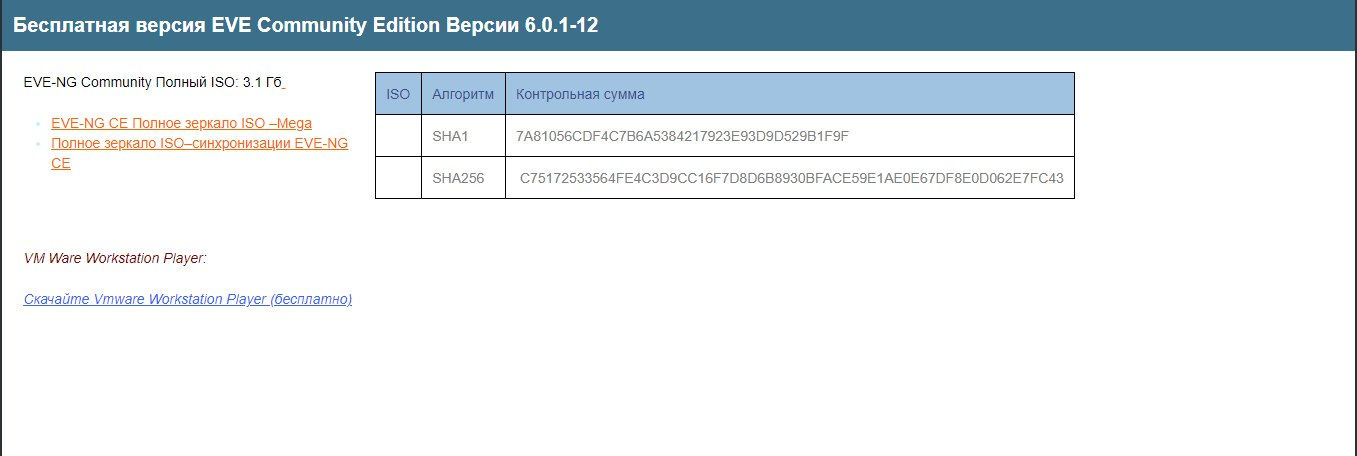 Бесплатная версия EVE Community Edition Версии 6.0.1-12
EVE-NG Community Полный ISO: 3.1 Гб
EVE-NG CE Полное зеркало ISO –Mega
Полное зеркало ISO–синхронизации EVE-NG
CE
ISO Алгоритм Контрольная сумма
SHA1 7A81056CDF4C7B6A5384217923E93D9D529B1F9F
SHA256 C75172533564FE4C3D9CC16F7D8D6B8930BFACE59E1AE0E67DF8E0D062E7FC43
VM Ware Workstation Player:
Скачайте Vmware Workstation Player (бесплатно)